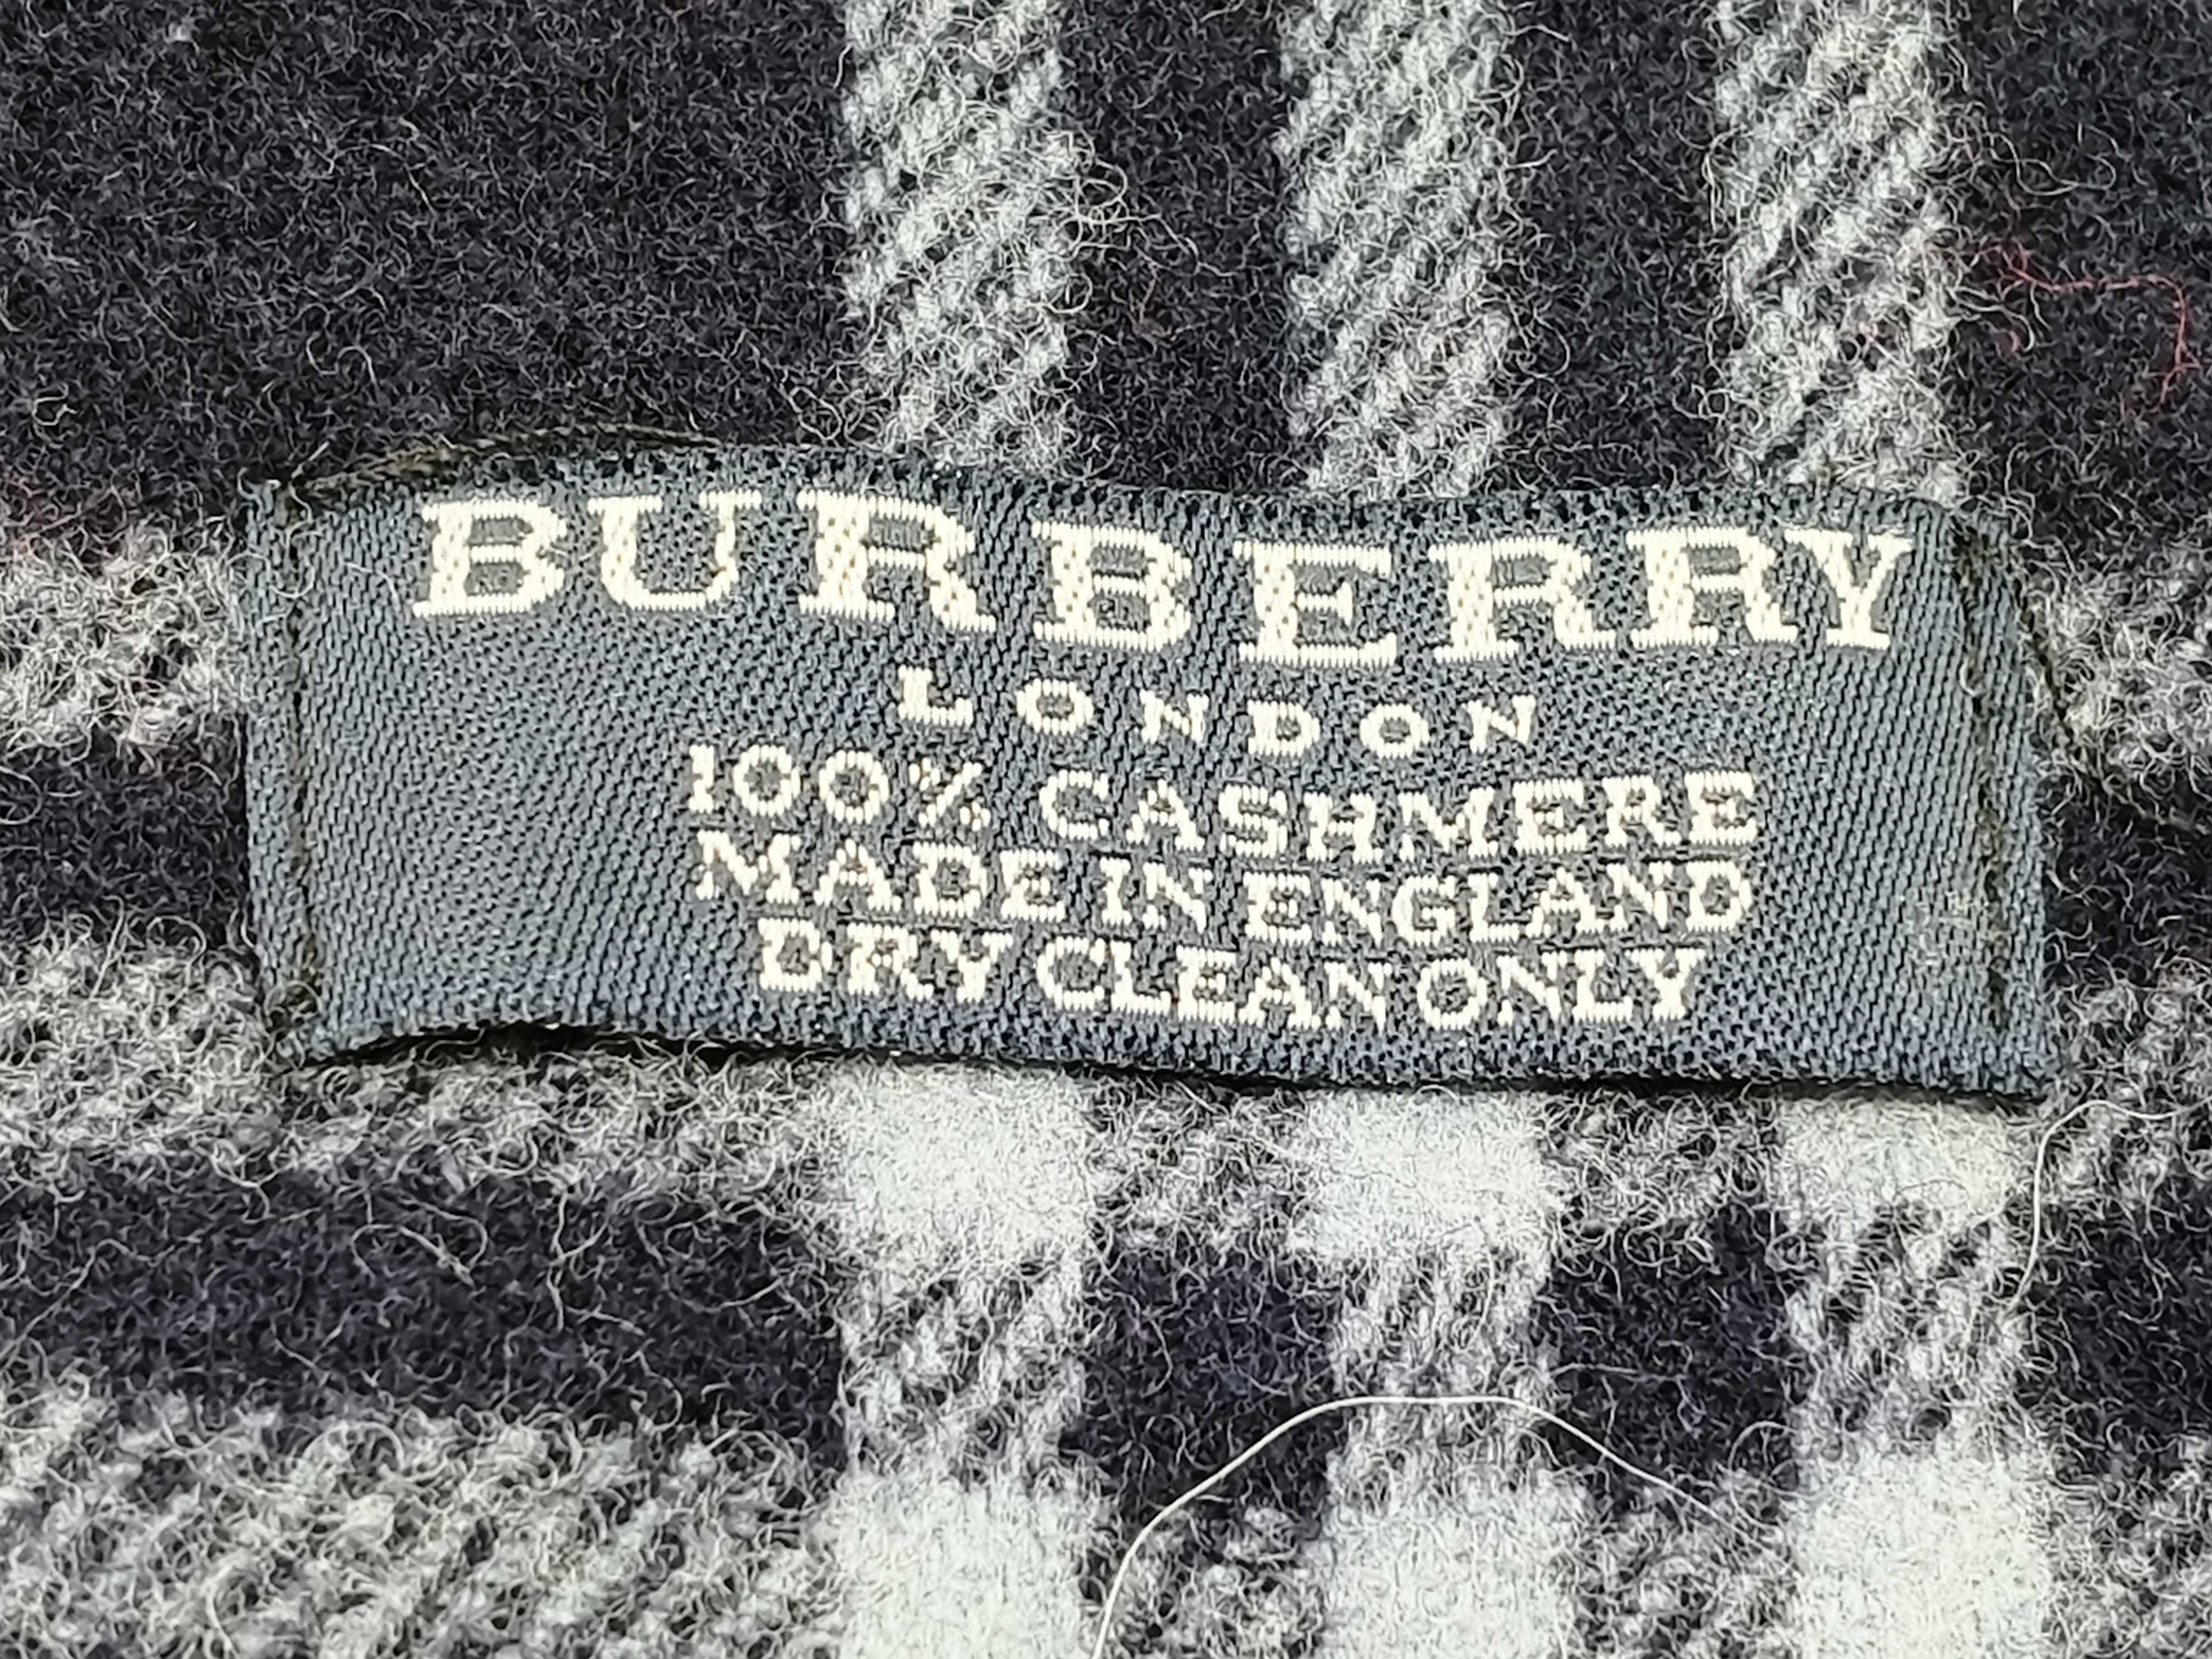 BURBERRY
LONDON
100% CASHMERE
MADE IN ENGLAND
DRY CLEAN ONLY